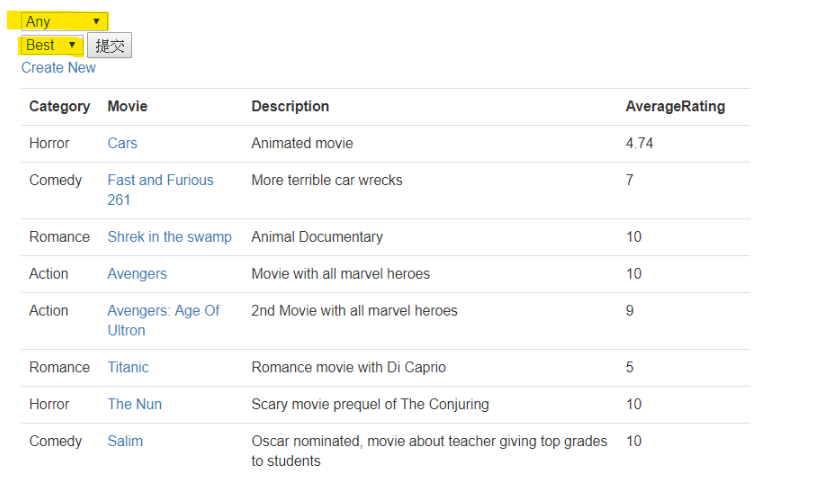 Any
Best 提交
Create New
Category Movie Description AverageRating
Horror Cars Animated movie 4.74
Comedy Fast and Furious More terrible car wrecks 7
261
Romance Shrek in the swamp Animal Documentary 10
Action Avengers Movie with all marvel heroes 10
Action Avengers: Age Of 2nd Movie with all marvel heroes 9
Ultron
Romance Titanic Romance movie with Di Caprio 5
Horror The Nun Scary movie prequel of The Conjuring 10
Comedy Salim Oscar nominated, movie about teacher giving top grades 10
to students